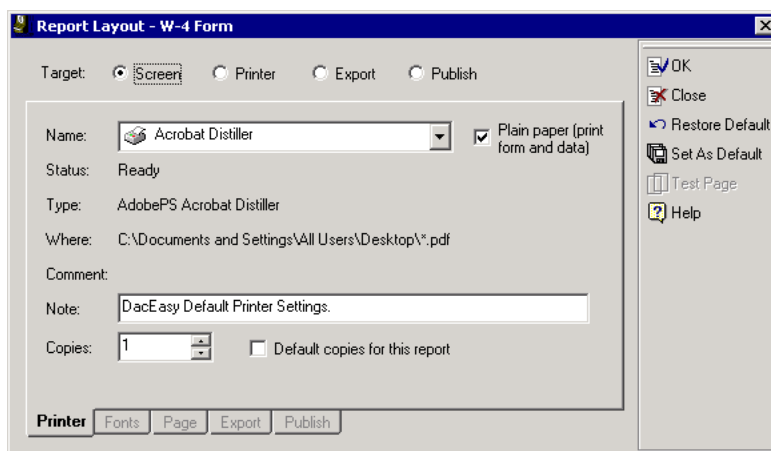 Report Layout - W-4 Form
Target: Screen Printer Export Publish
Name: Acrobat Distiller
Plain paper (print form and data)
Status: Ready
Type: AdobePS Acrobat Distiller
Where: C:\Documents and Settings\All Users\Desktop\*.pdf
Comment:
Note: DacEasy Default Printer Settings.
Copies: 1 Default copies for this report
Printer Fonts Page Export Publish
OK
Close
Restore Default
Set As Default
Test Page
Help